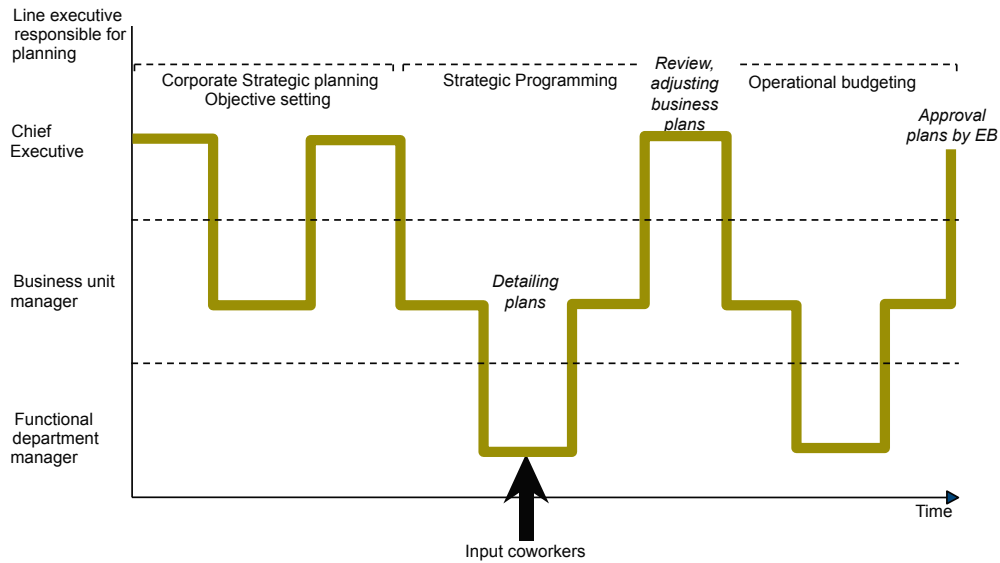 Line executive
responsible for
planning
Corporate Strategic planning
Objective setting
Strategic Programming
Review,
adjusting
business
plans
Operational budgeting
Approval
plans by EB
Chief
Executive
Business unit
manager
Detailing
plans
Functional
department
manager
Time
Input coworkers